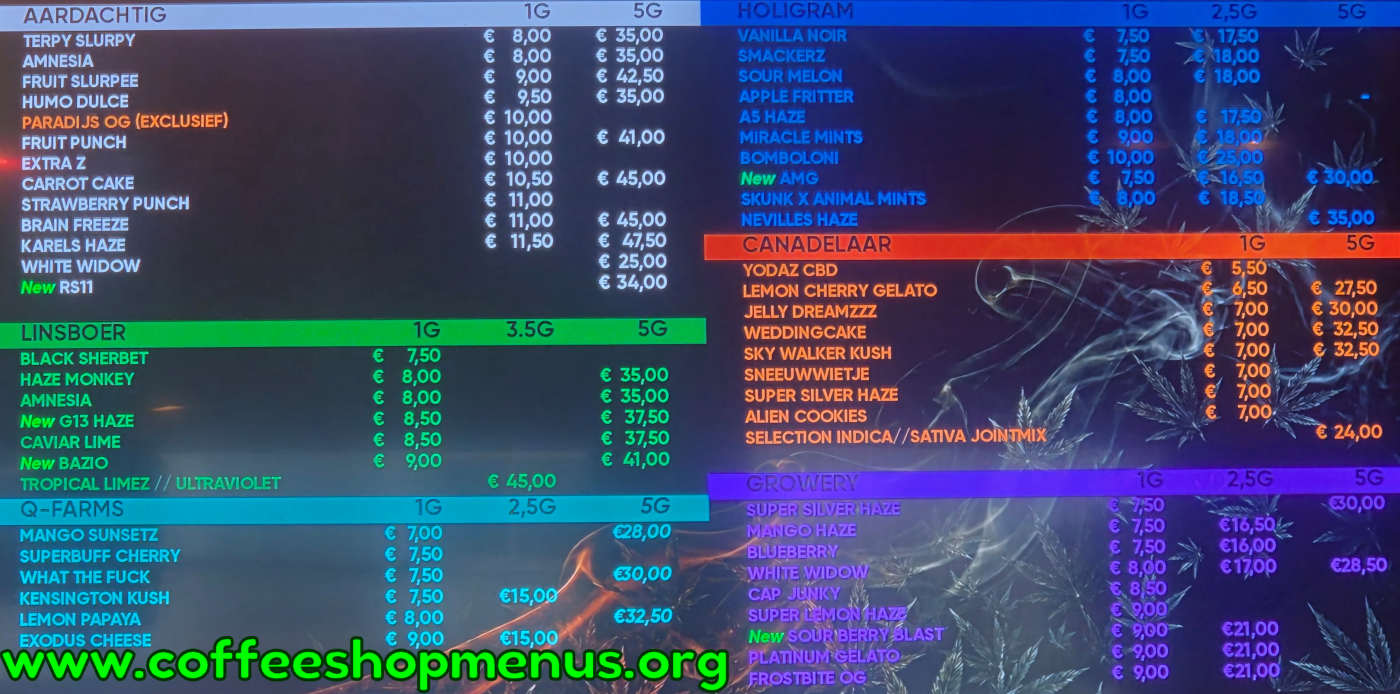 AARDACHTIG 1G 5G
TERPY SLURPY € 8,00 € 35,00
AMNESIA € 8,00 € 35,00
FRUIT SLURPEE € 9,00 € 42,50
HUMO DULCE € 9,50 € 35,00
PARADIJS OG (EXCLUSIEF) € 10,00
FRUIT PUNCH € 10,00 € 41,00
EXTRA Z € 10,00
CARROT CAKE € 10,50 € 45,00
STRAWBERRY PUNCH € 11,00
BRAIN FREEZE € 11,00 € 45,00
KARELS HAZE € 11,50 € 47,50
WHITE WIDOW € 25,00
New RS11 € 34,00
LINSBOER 1G 3.5G 5G
BLACK SHERBET € 7,50
HAZE MONKEY € 8,00 € 35,00
AMNESIA € 8,00 € 35,00
New G13 HAZE € 8,50 € 37,50
CAVIAR LIME € 8,50 € 37,50
New BAZIO € 9,00 € 41,00
TROPICAL LIMEZ // ULTRAVIOLET € 45,00
Q-FARMS 1G 2,5G 5G
MANGO SUNSETZ € 7,00 €28,00
SUPERBUFF CHERRY € 7,50
WHAT THE FUCK € 7,50 €30,00
KENSINGTON KUSH € 7,50 €15,00
LEMON PAPAYA € 8,00 €32,50
EXODUS CHEESE € 9,00 €15,00
HOLIGRAM 1G 2,5G 5G
VANILLA NOIR € 7,50 € 17,50
SMACKERZ € 7,50 € 18,00
SOUR MELON € 8,00 € 18,00
APPLE FRITTER € 8,00 -
A5 HAZE € 8,00 € 17,50
MIRACLE MINTS € 9,00 € 18,00
BOMBOLONI € 10,00 € 25,00
New AMG € 7,50 € 16,50 € 30,00
SKUNK X ANIMAL MINTS € 8,00 € 18,50
NEVILLES HAZE € 35,00
CANADELAAR 1G 5G
YODAZ CBD € 5,50
LEMON CHERRY GELATO € 6,50 € 27,50
JELLY DREAMZZZ € 7,00 € 30,00
WEDDINGCAKE € 7,00 € 32,50
SKY WALKER KUSH € 7,00 € 32,50
SNEEUWWIETJE € 7,00
SUPER SILVER HAZE € 7,00
ALIEN COOKIES € 7,00
SELECTION INDICA//SATIVA JOINTMIX € 24,00
GROWERY 1G 2,5G 5G
SUPER SILVER HAZE € 7,50 €30,00
MANGO HAZE € 7,50 €16,50
BLUEBERRY € 7,50 €16,00
WHITE WIDOW € 8,00 €17,00 €28,50
CAP JUNKY € 8,50
SUPER LEMON HAZE € 9,00
New SOUR BERRY BLAST € 9,00 €21,00
PLATINUM GELATO € 9,00 €21,00
FROSTBITE OG € 9,00 €21,00
www.coffeeshopmenus.org